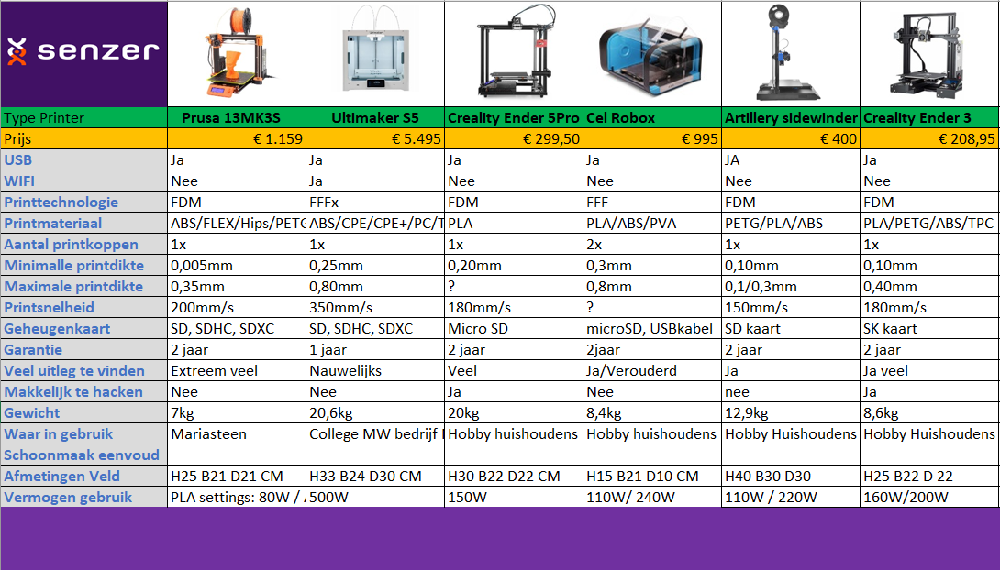 senzer
Type Printer Prusa 13MK3S Ultimaker S5 Creality Ender 5Pro Cel Robox Artillery sidewinder Creality Ender 3
Prijs € 1.159 € 5.495 € 299,50 € 995 € 400 € 208,95
USB Ja Ja Ja Ja JA Ja
WIFI Nee Ja Nee Nee Nee Nee
Printtechnologie FDM FFFx FDM FFF FDM FDM
Printmateriaal ABS/FLEX/Hips/PETG ABS/CPE/CPE+/PC/T PLA PLA/ABS/PVA PETG/PLA/ABS PLA/PETG/ABS/TPC
Aantal printkoppen 1x 1x 1x 2x 1x 1x
Minimalle printdikte 0,005mm 0,25mm 0,20mm 0,3mm 0,10mm 0,10mm
Maximale printdikte 0,35mm 0,80mm ? 0,8mm 0,1/0,3mm 0,40mm
Printsnelheid 200mm/s 350mm/s 180mm/s ? 150mm/s 180mm/s
Geheugenkaart SD, SDHC, SDXC SD, SDHC, SDXC Micro SD microSD, USBkabel SD kaart SK kaart
Garantie 2 jaar 1 jaar 2 jaar 2jaar 2 jaar 2 jaar
Veel uitleg te vinden Extreem veel Nauwelijks Veel Ja/Verouderd Ja Ja veel
Makkelijk te hacken Nee Nee Ja Nee nee Ja
Gewicht 7kg 20,6kg 20kg 8,4kg 12,9kg 8,6kg
Waar in gebruik Mariasteen College MW bedrijf Hobby huishoudens Hobby huishoudens Hobby Huishoudens Hobby Huishoudens
Schoonmaak eenvoud
Afmetingen Veld H25 B21 D21 CM H33 B24 D30 CM H30 B22 D22 CM H15 B21 D10 CM H40 B30 D30 H25 B22 D 22
Vermogen gebruik PLA settings: 80W / 500W 150W 110W/ 240W 110W / 220W 160W/200W